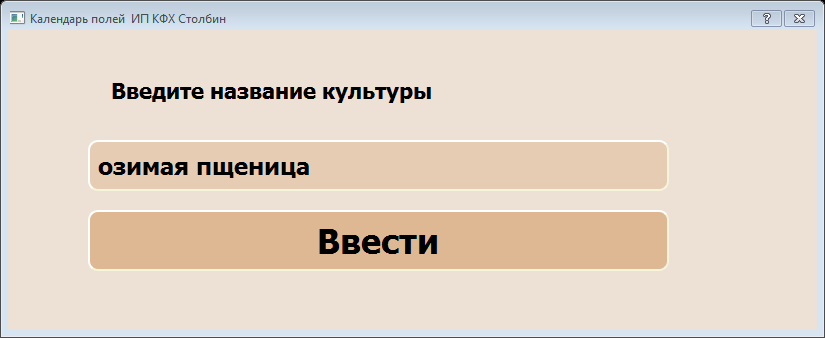 Календарь полей  ИП КФХ Столбин
Введите название культуры
озимая пщеница
Ввести